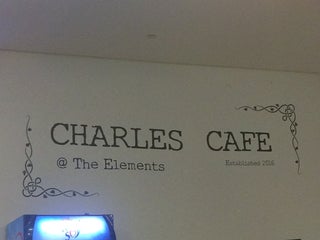 CHARLES CAFE
@ The Elements
Established 2016